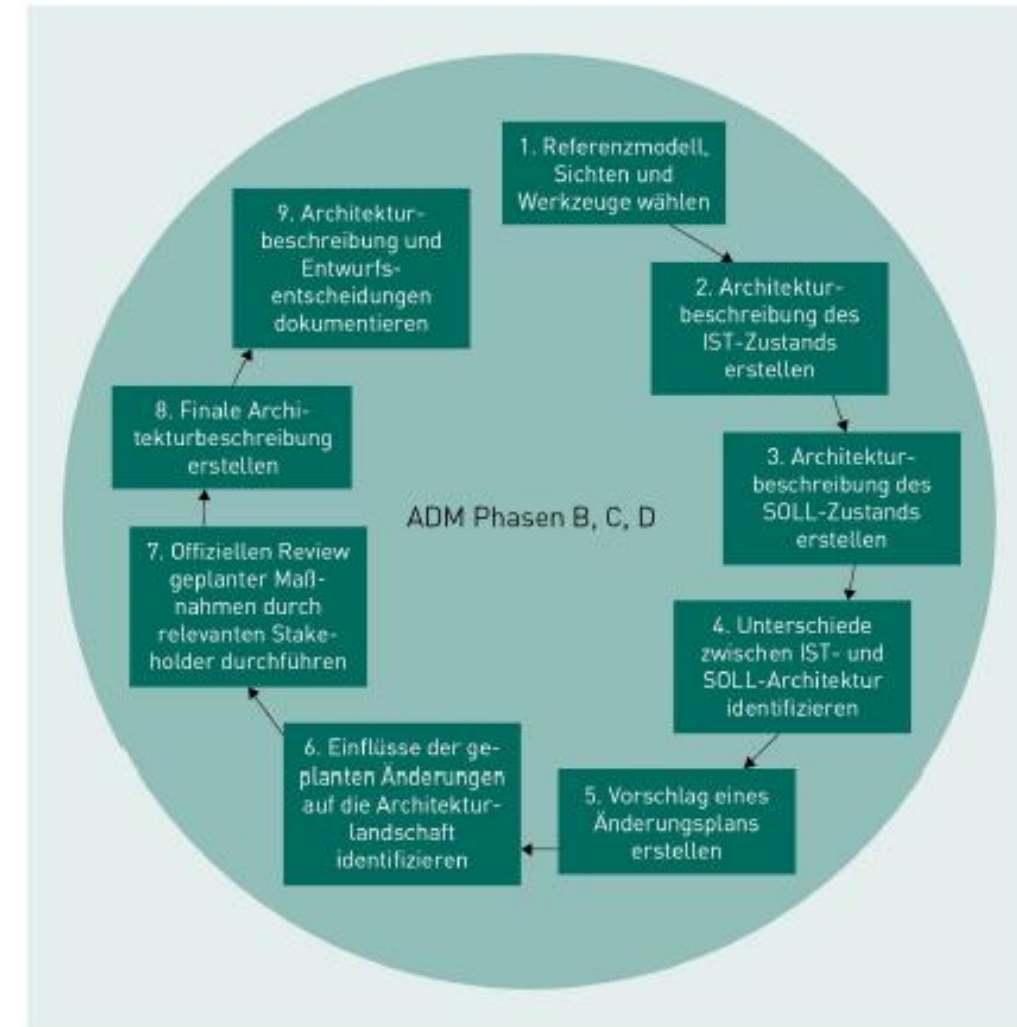 1. Referenzmodell,
Sichten und
Werkzeuge wählen
2. Architektur-
beschreibung des
IST-Zustands
erstellen
3. Architektur-
beschreibung des
SOLL-Zustands
erstellen
4. Unterschiede
zwischen IST- und
SOLL-Architektur
identifizieren
5. Vorschlag eines
Änderungsplans
erstellen
6. Einflüsse der ge-
planten Änderungen
auf die Architektur-
landschaft
identifizieren
7. Offiziellen Review
geplanter Maß-
nahmen durch
relevanten Stake-
holder durchführen
8. Finale Archi-
tekturbeschreibung
erstellen
9. Architektur-
beschreibung und
Entwurfs-
entscheidungen
dokumentieren
ADM Phasen B, C, D